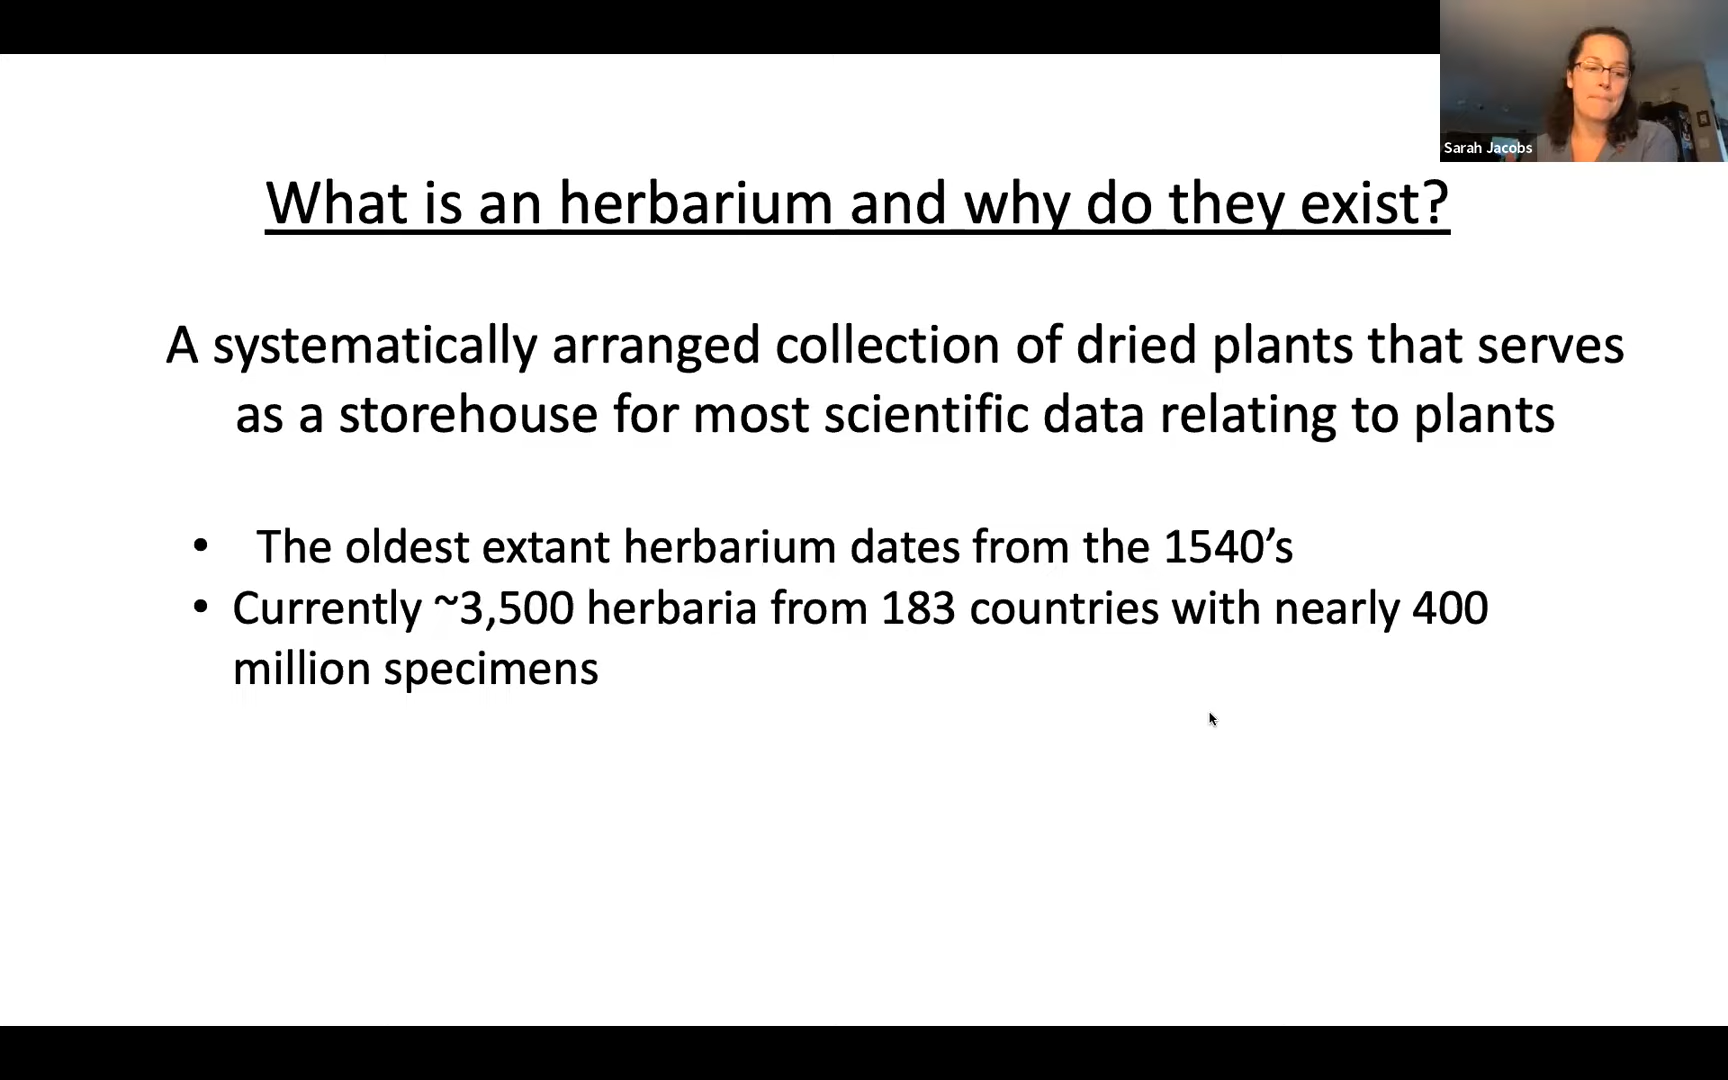 Sarah Jacobs
What is an herbarium and why do they exist?
A systematically arranged collection of dried plants that serves
as a storehouse for most scientific data relating to plants
• The oldest extant herbarium dates from the 1540’s
• Currently ~3,500 herbaria from 183 countries with nearly 400
million specimens